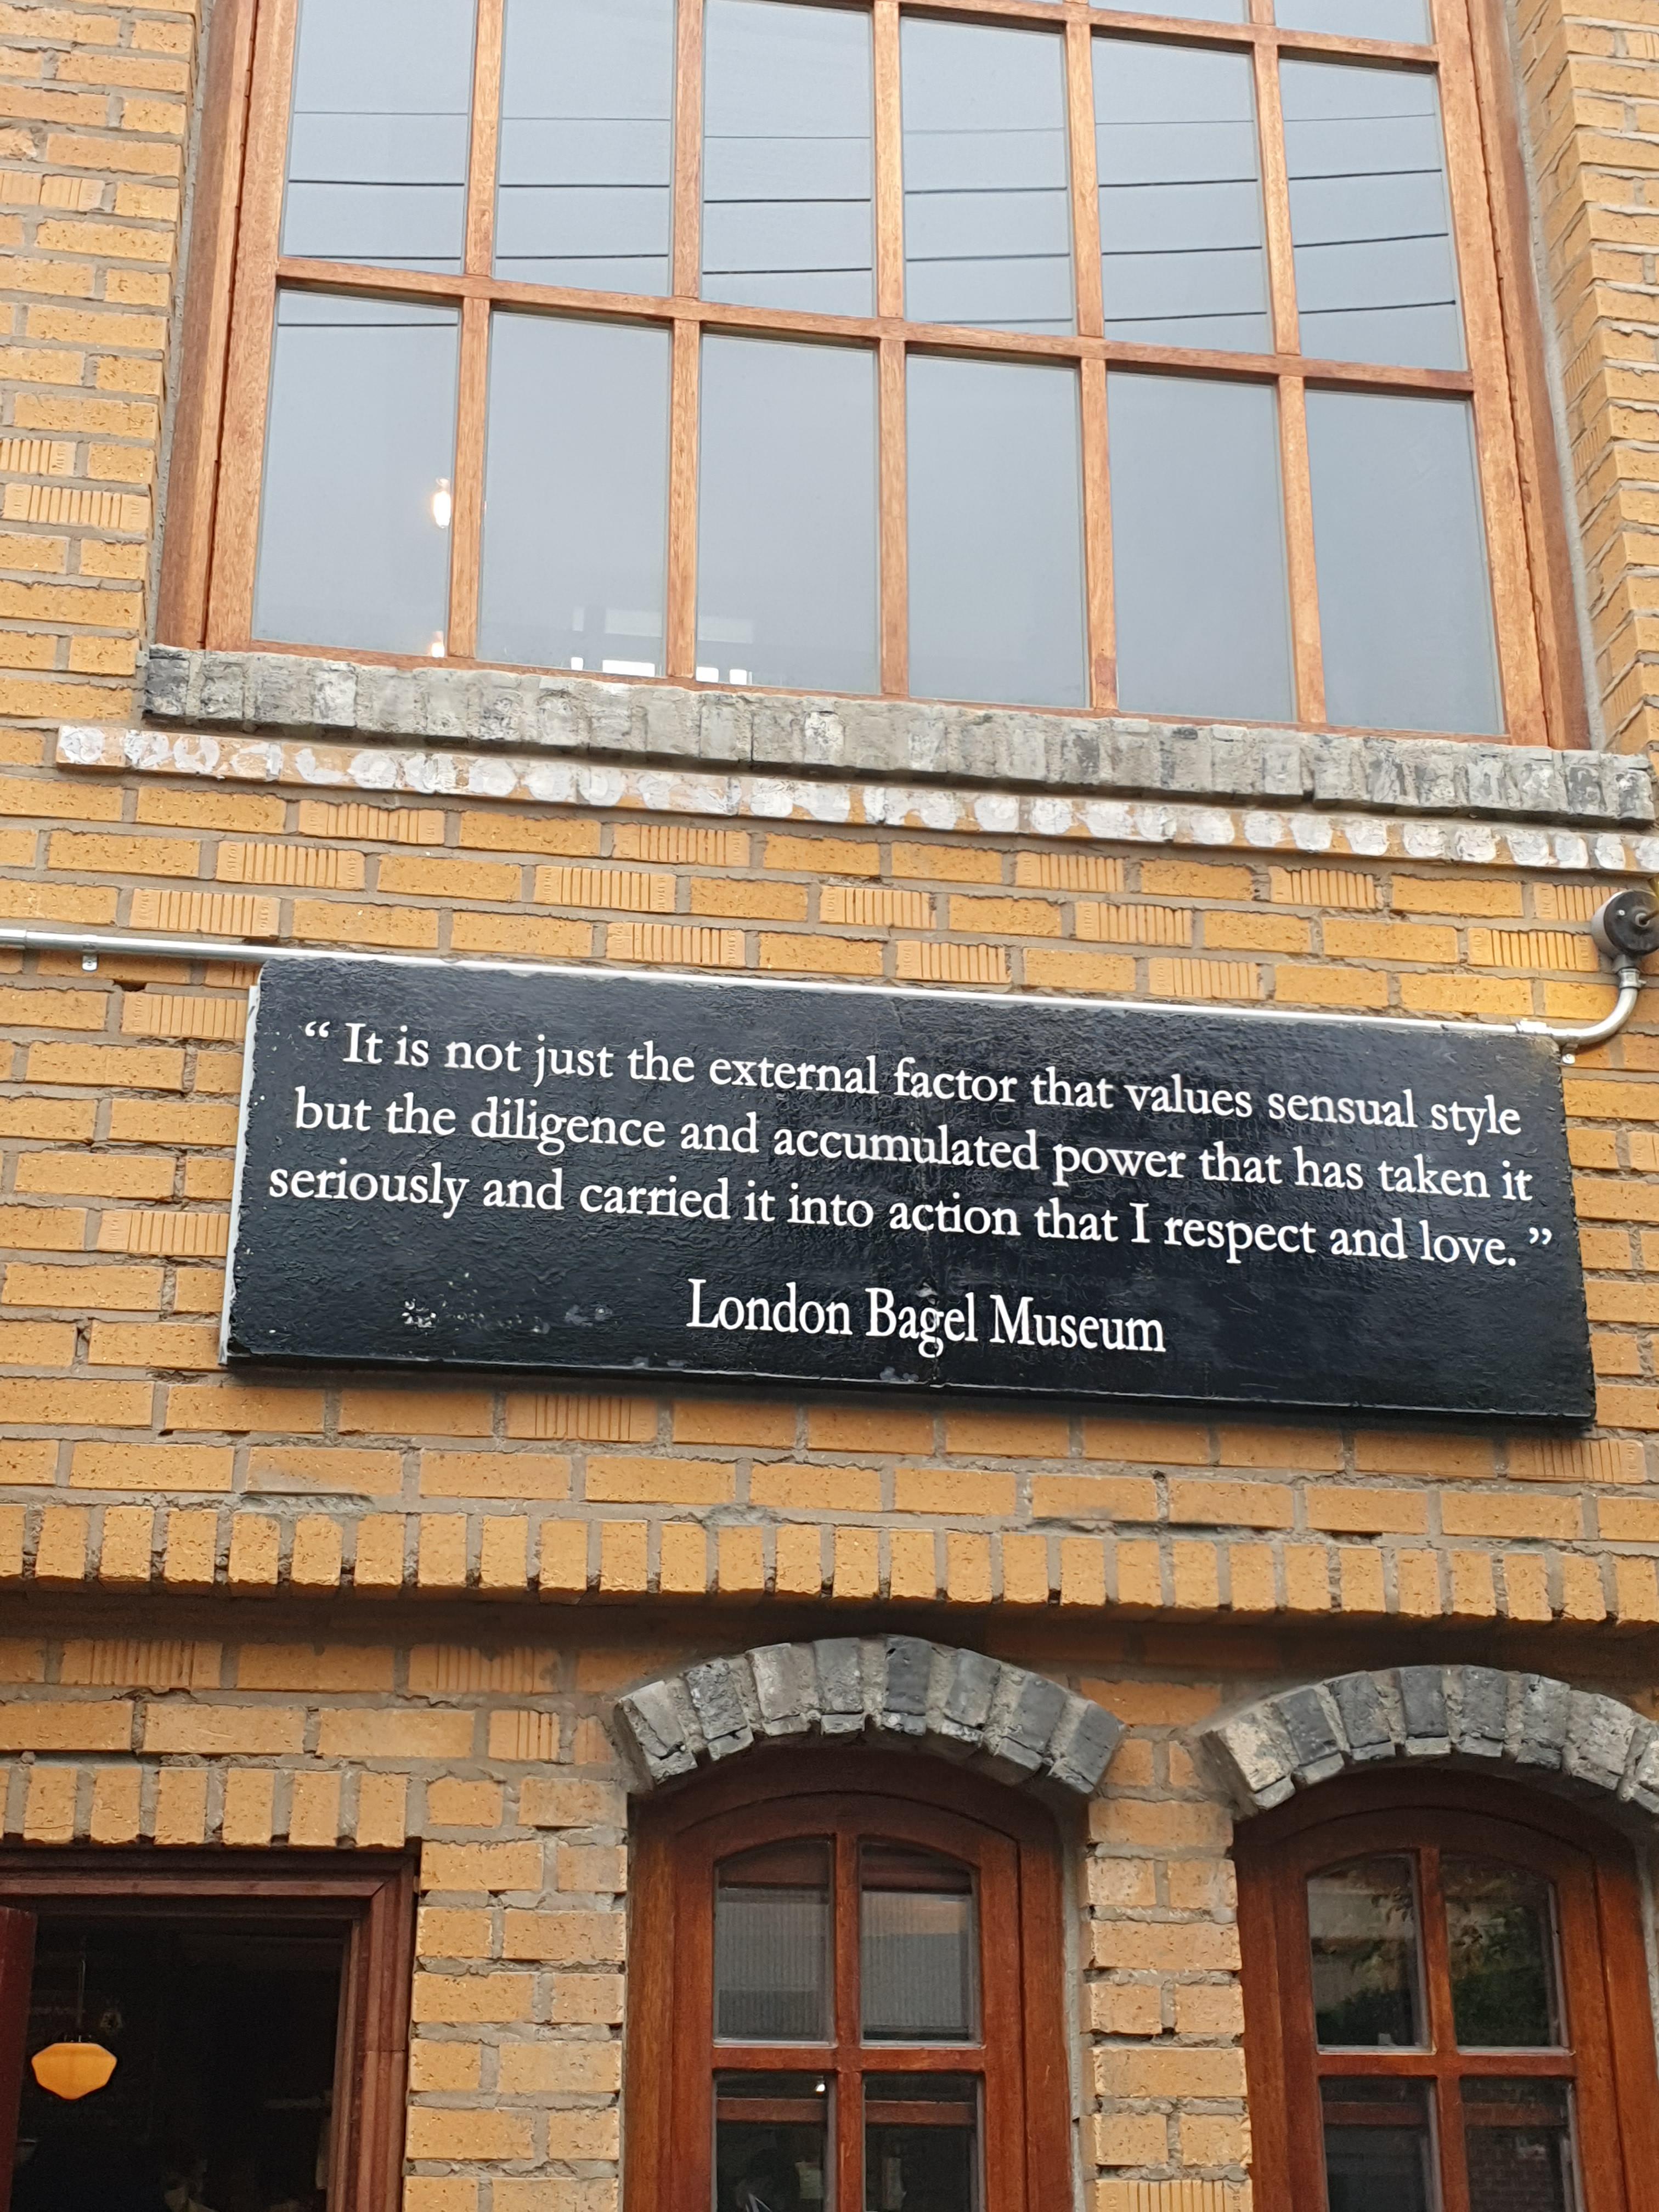 “ It is not just the external factor that values sensual style
but the diligence and accumulated power that has taken it
seriously and carried it into action that I respect and love. ”
London Bagel Museum